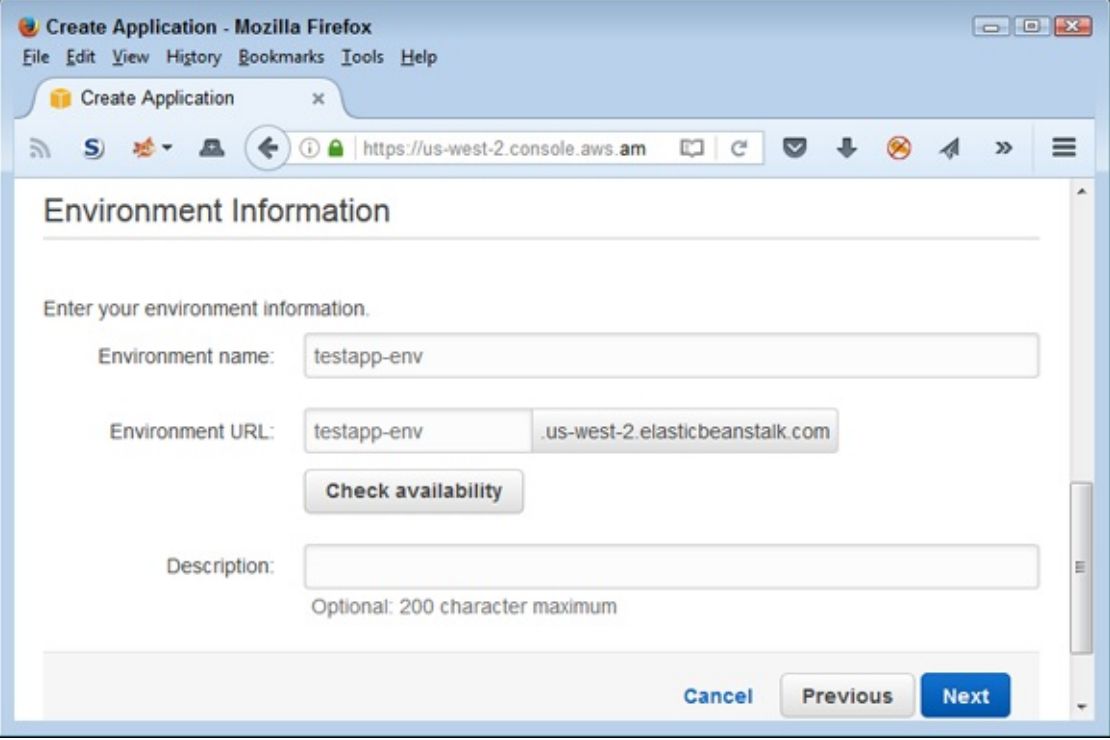 Create Application - Mozilla Firefox
File Edit View History Bookmarks Tools Help
Create Application
https://us-west-2.console.aws.am
Environment Information
Enter your environment information.
Environment name: testapp-env
Environment URL: testapp-env .us-west-2.elasticbeanstalk.com
Check availability
Description:
Optional: 200 character maximum
Cancel Previous Next